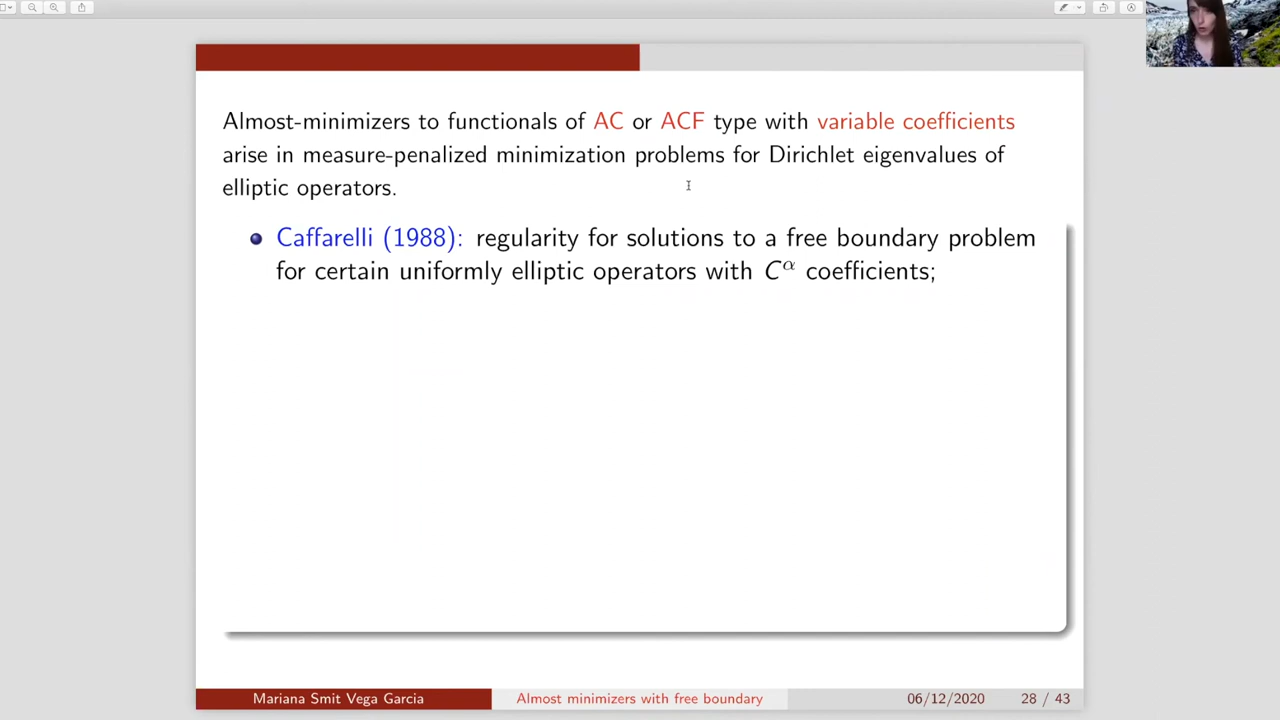 Almost-minimizers to functionals of AC or ACF type with variable coefficients
arise in measure-penalized minimization problems for Dirichlet eigenvalues of
elliptic operators.
Caffarelli (1988): regularity for solutions to a free boundary problem
for certain uniformly elliptic operators with C^α coefficients;
Mariana Smit Vega Garcia
Almost minimizers with free boundary
06/12/2020
28 / 43